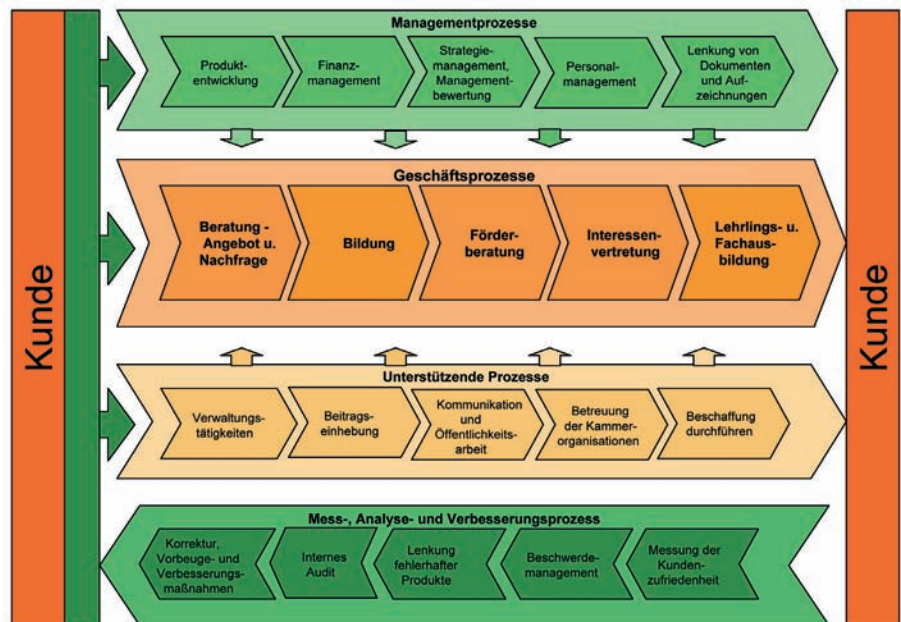 Kunde
Managementprozesse
Produkt-
entwicklung
Finanz-
management
Strategie-
management,
Management-
bewertung
Personal-
management
Lenkung von
Dokumenten
und Auf-
zeichnungen
Geschäftsprozesse
Beratung -
Angebot u.
Nachfrage
Bildung
Förder-
beratung
Interessen-
vertretung
Lehrlings- u.
Fachaus-
bildung
Unterstützende Prozesse
Verwaltungs-
tätigkeiten
Beitrags-
einhebung
Kommunikation
und
Öffentlichkeits-
arbeit
Betreuung
der Kammer-
organisationen
Beschaffung
durchführen
Mess-, Analyse- und Verbesserungsprozess
Korrektur,
Vorbeuge- und
Verbesserungs-
maßnahmen
Internes
Audit
Lenkung
fehlerhafter
Produkte
Beschwerde-
management
Messung der
Kunden-
zufriedenheit
Kunde